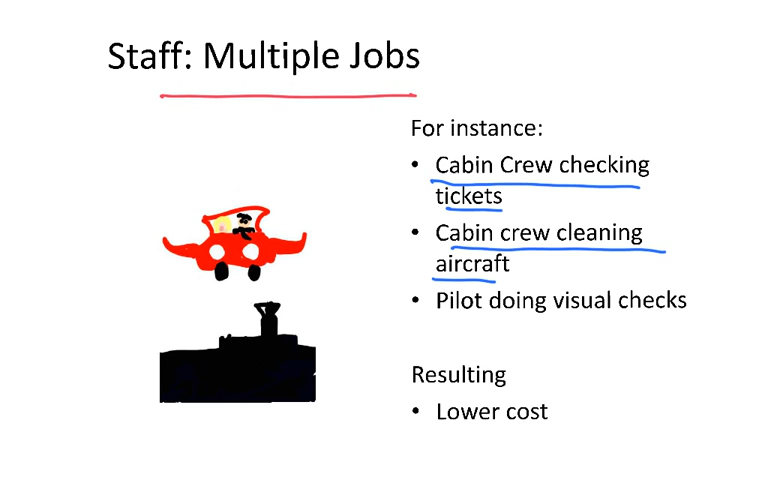 Staff: Multiple Jobs
For instance:
• Cabin Crew checking
tickets
• Cabin crew cleaning
aircraft
• Pilot doing visual checks
Resulting
• Lower cost